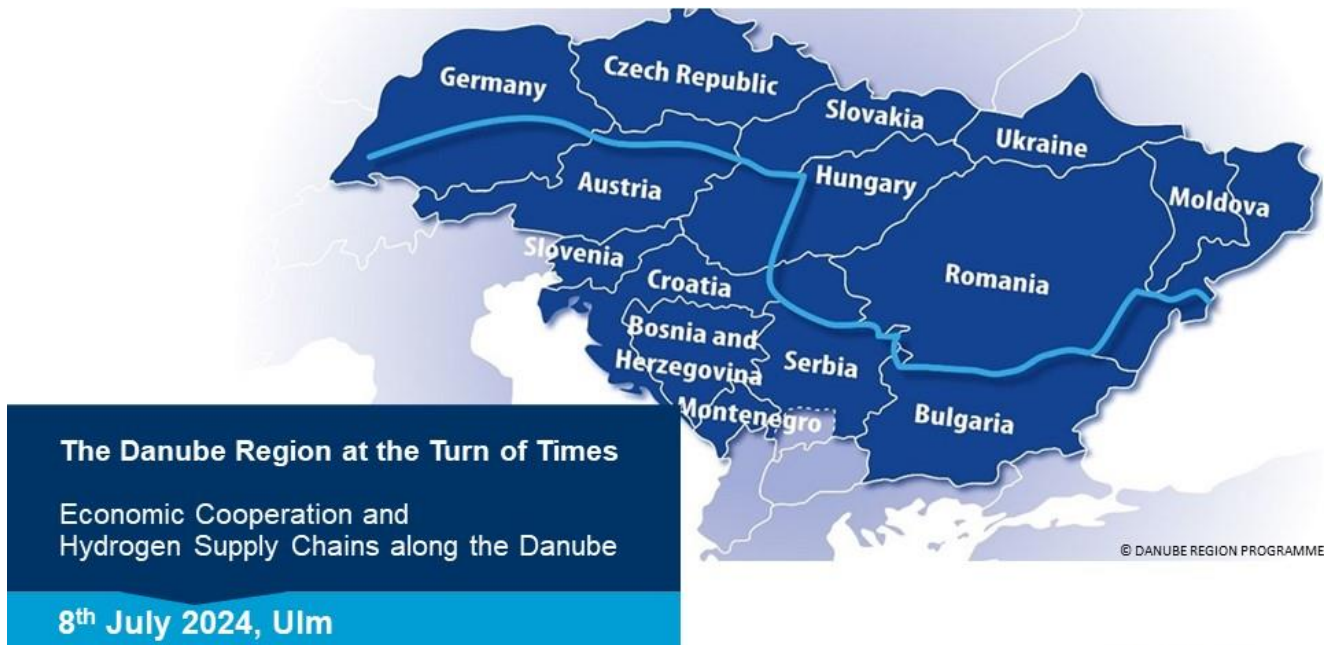 Germany
Czech Republic
Slovakia
Ukraine
Austria
Hungary
Moldova
Slovenia
Croatia
Romania
Bosnia and
Herzegovina
Serbia
Montenegro
Bulgaria
© DANUBE REGION PROGRAMME
The Danube Region at the Turn of Times
Economic Cooperation and
Hydrogen Supply Chains along the Danube
8th July 2024, Ulm